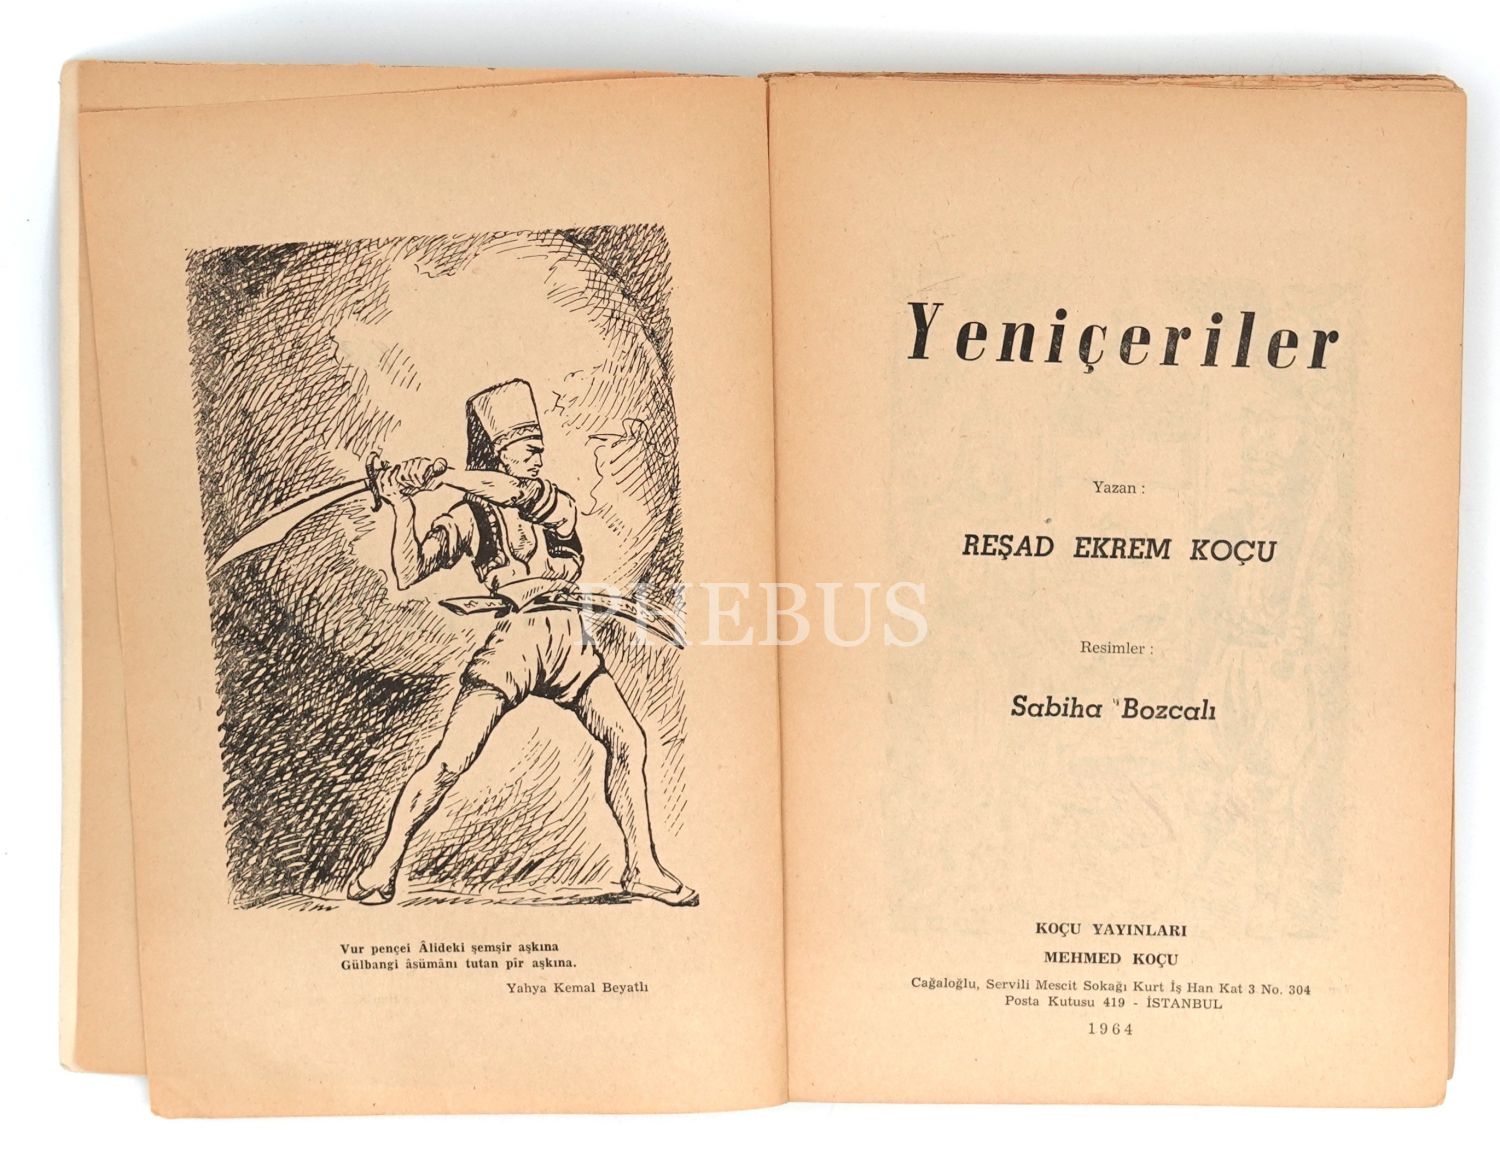 Vur pençei Âlideki şemşir aşkına
Gülbangi âsümânı tutan pîr aşkına.
Yahya Kemal Beyatlı
Yeniçeriler
Yazan :
REŞAD EKREM KOÇU
Resimler :
Sabiha Bozcalı
KOÇU YAYINLARI
MEHMED KOÇU
Cağaloğlu, Servili Mescit Sokağı Kurt İş Han Kat 3 No. 304
Posta Kutusu 419 - İSTANBUL
1964
PHEBUS